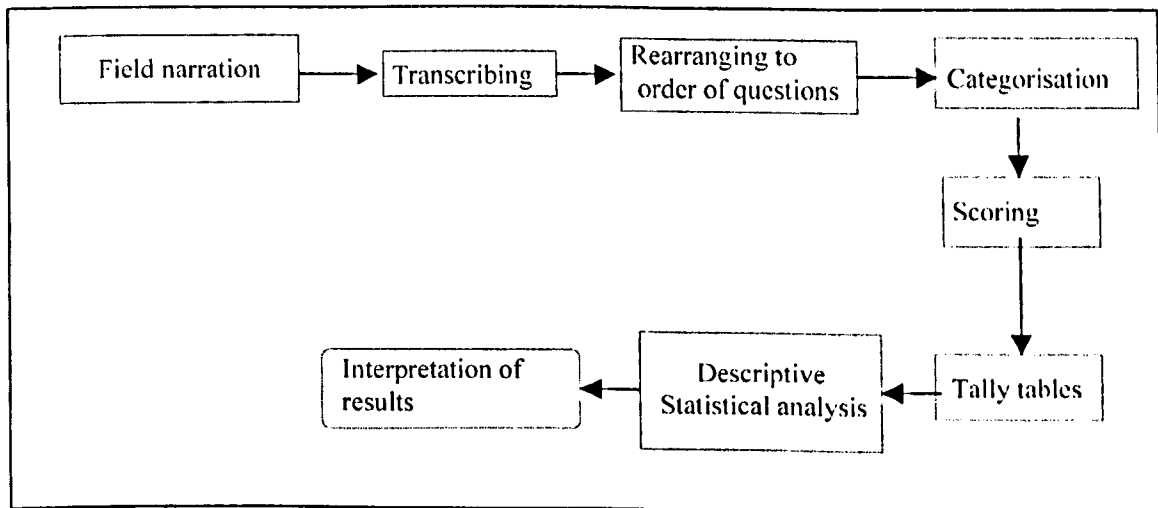 Field narration
Transcribing
Rearranging to
order of questions
Categorisation
Scoring
Tally tables
Descriptive
Statistical analysis
Interpretation of
results